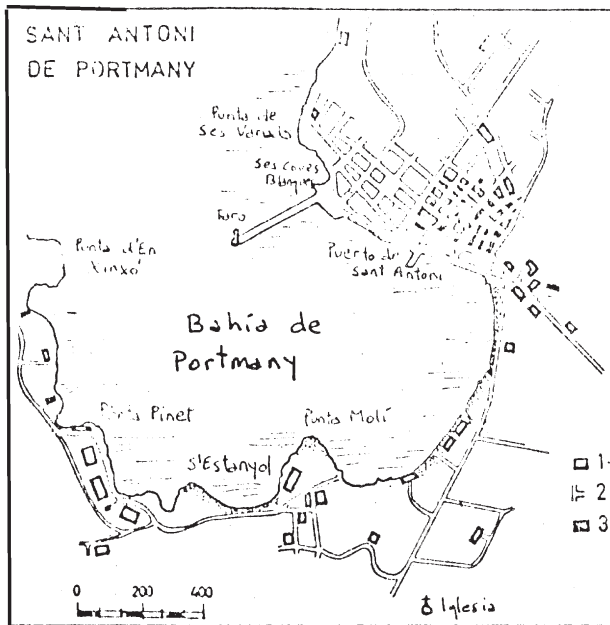 SANT ANTONI
DE PORTMANY
Punta de
Ses Variada
Ses Coves
Blanques
Faro
Punta d'En
Xinxó
Puerto de
Sant Antoni
Bahía de
Portmany
Punta Pinet
Punta Molí
S'Estanyol
1-
2
3
0 200 400
Iglesia